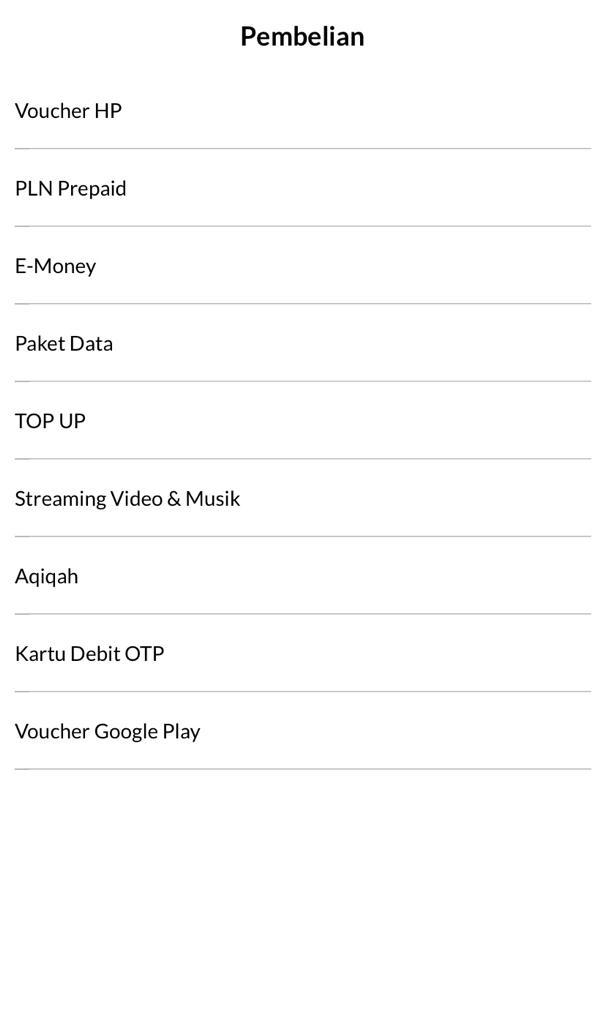 Pembelian
Voucher HP
PLN Prepaid
E-Money
Paket Data
TOP UP
Streaming Video & Musik
Aqiqah
Kartu Debit OTP
Voucher Google Play